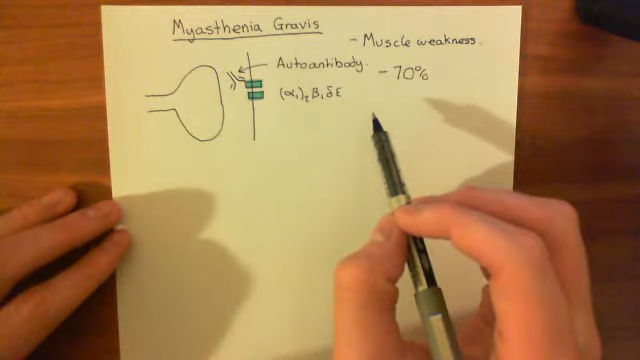 Myasthenia Gravis
- Muscle weakness.
Autoantibody.
- 70%
(α₁)₂ β₁ δ ε